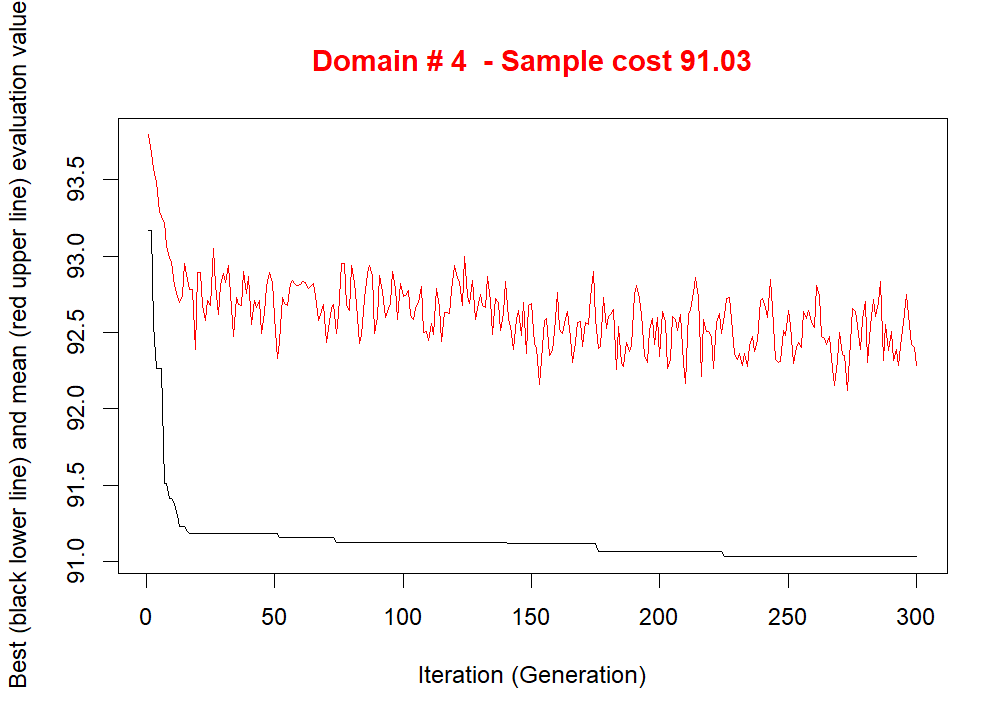 Domain # 4  - Sample cost 91.03
Best (black lower line) and mean (red upper line) evaluation value
93.5
93.0
92.5
92.0
91.5
91.0
0 50 100 150 200 250 300
Iteration (Generation)